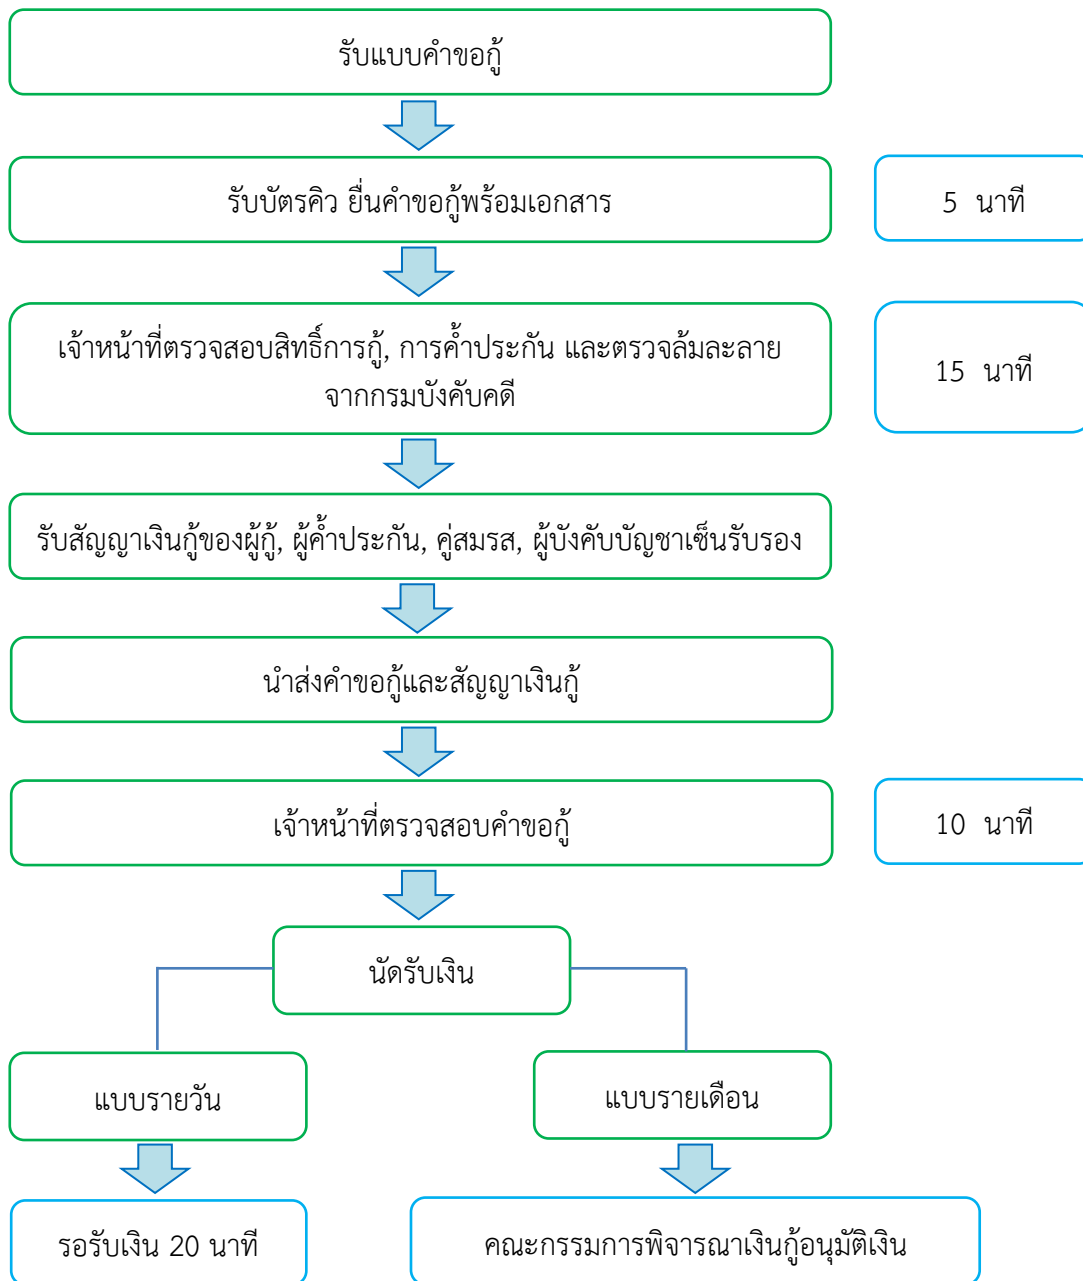 รับแบบคำขอกู้
รับบัตรคิว ยื่นคำขอกู้พร้อมเอกสาร
5 นาที
เจ้าหน้าที่ตรวจสอบสิทธิ์การกู้, การค้ำประกัน และตรวจล้มละลาย
จากกรมบังคับคดี
15 นาที
รับสัญญาเงินกู้ของผู้กู้, ผู้ค้ำประกัน, คู่สมรส, ผู้บังคับบัญชาเซ็นรับรอง
นำส่งคำขอกู้และสัญญาเงินกู้
เจ้าหน้าที่ตรวจสอบคำขอกู้
10 นาที
นัดรับเงิน
แบบรายวัน
แบบรายเดือน
รอรับเงิน 20 นาที
คณะกรรมการพิจารณาเงินกู้อนุมัติเงิน